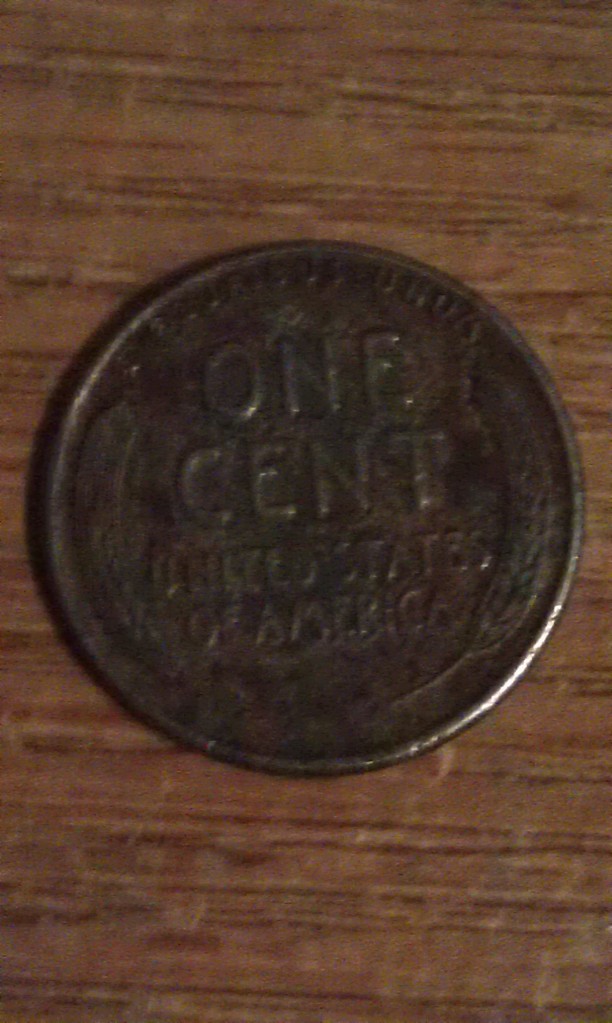 ONE
CENT
UNITED STATES
OF AMERICA